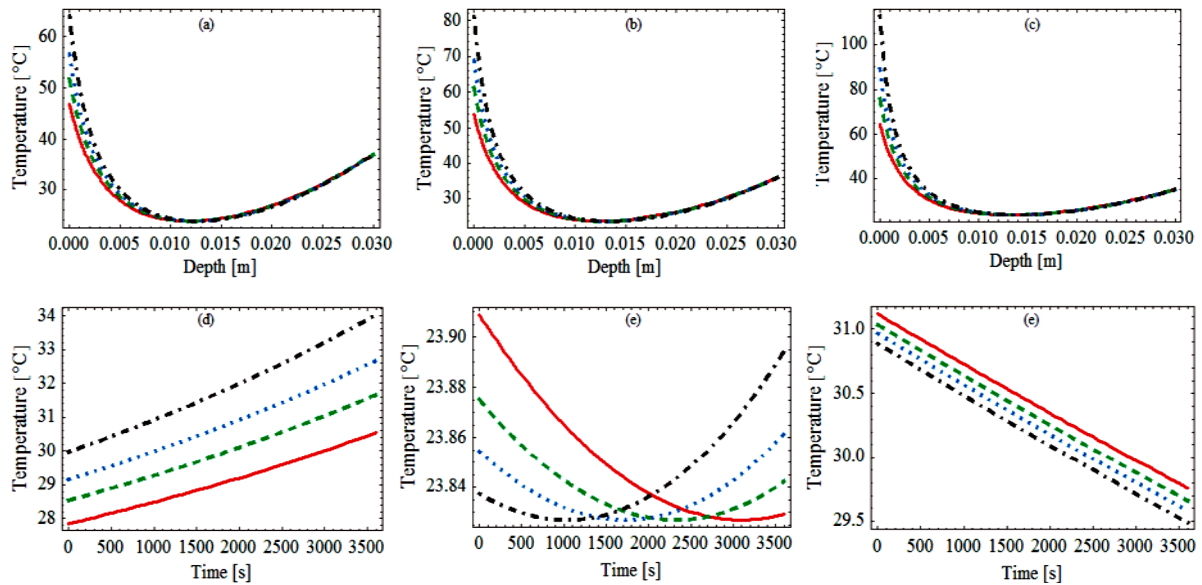 (a)
Temperature [°C]
60
50
40
30
0.000 0.005 0.010 0.015 0.020 0.025 0.030
Depth [m]
(b)
Temperature [°C]
80
70
60
50
40
30
0.000 0.005 0.010 0.015 0.020 0.025 0.030
Depth [m]
(c)
Temperature [°C]
100
80
60
40
0.000 0.005 0.010 0.015 0.020 0.025 0.030
Depth [m]
(d)
Temperature [°C]
34
33
32
31
30
29
28
0 500 1000 1500 2000 2500 3000 3500
Time [s]
(e)
Temperature [°C]
23.90
23.88
23.86
23.84
0 500 1000 1500 2000 2500 3000 3500
Time [s]
(e)
Temperature [°C]
31.0
30.5
30.0
29.5
0 500 1000 1500 2000 2500 3000 3500
Time [s]